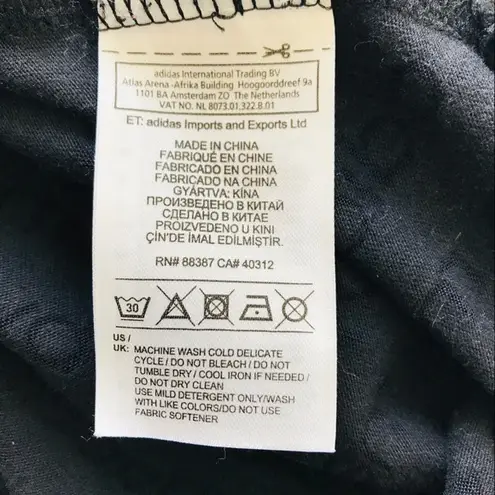 adidas International Trading BV
Atlas Arena-Afrika Building Hoogoorddreef 9a
1101 BA Amsterdam ZO The Netherlands
VAT NO. NL 8073.01.322.B.01
ET: adidas Imports and Exports Ltd
MADE IN CHINA
FABRIQUÉ EN CHINE
FABRICADO EN CHINA
FABRICADO NA CHINA
GYÁRTVA: KÍNA
ПРОИЗВЕДЕНО В КИТАЙ
СДЕЛАНО В КИТАЕ
PROIZVEDENO U KINI
ÇİN'DE İMAL EDİLMİŞTİR.
RN# 88387 CA# 40312
30
US /
UK: MACHINE WASH COLD DELICATE
CYCLE / DO NOT BLEACH / DO NOT
TUMBLE DRY / COOL IRON IF NEEDED /
DO NOT DRY CLEAN
USE MILD DETERGENT ONLY/WASH
WITH LIKE COLORS/DO NOT USE
FABRIC SOFTENER